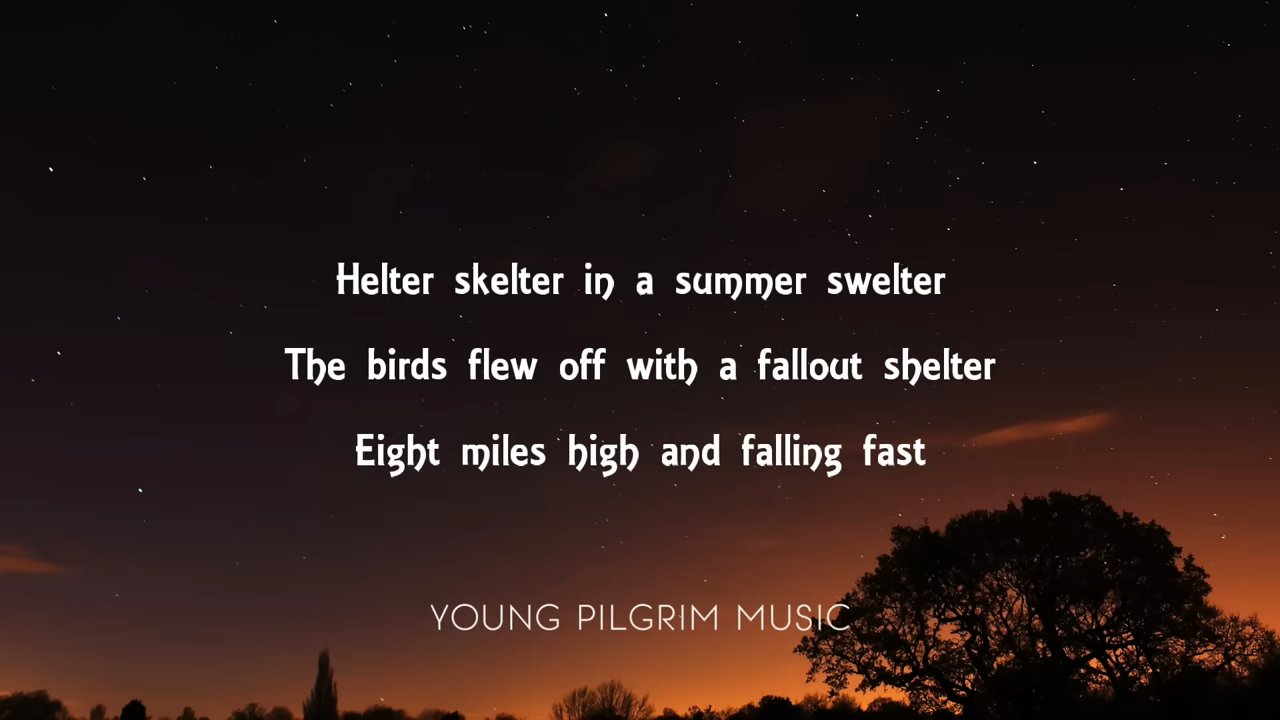 Helter skelter in a summer swelter
The birds flew off with a fallout shelter
Eight miles high and falling fast
YOUNG PILGRIM MUSIC